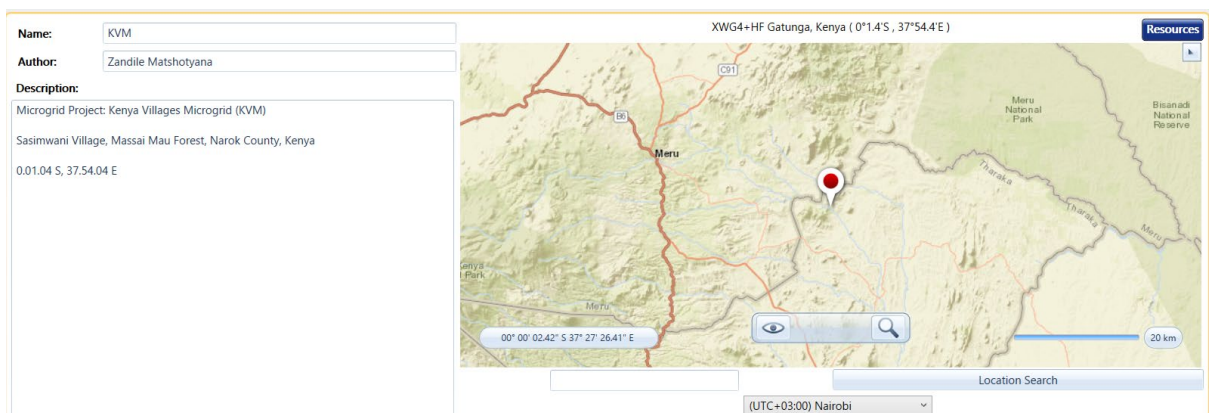 Name:
KVM
Author:
Zandile Matshotyana
Description:
Microgrid Project: Kenya Villages Microgrid (KVM)
Sasimwani Village, Massai Mau Forest, Narok County, Kenya
0.01.04 S, 37.54.04 E
XWG4+HF Gatunga, Kenya ( 0°1.4'S , 37°54.4'E )
Resources
C91
B6
Meru
Meru
National
Park
Bisanadi
National
Reserve
Tharaka
Tharaka
Meru
enya
l Park
Meru
00° 00' 02.42" S 37° 27' 26.41" E
20 km
Location Search
(UTC+03:00) Nairobi